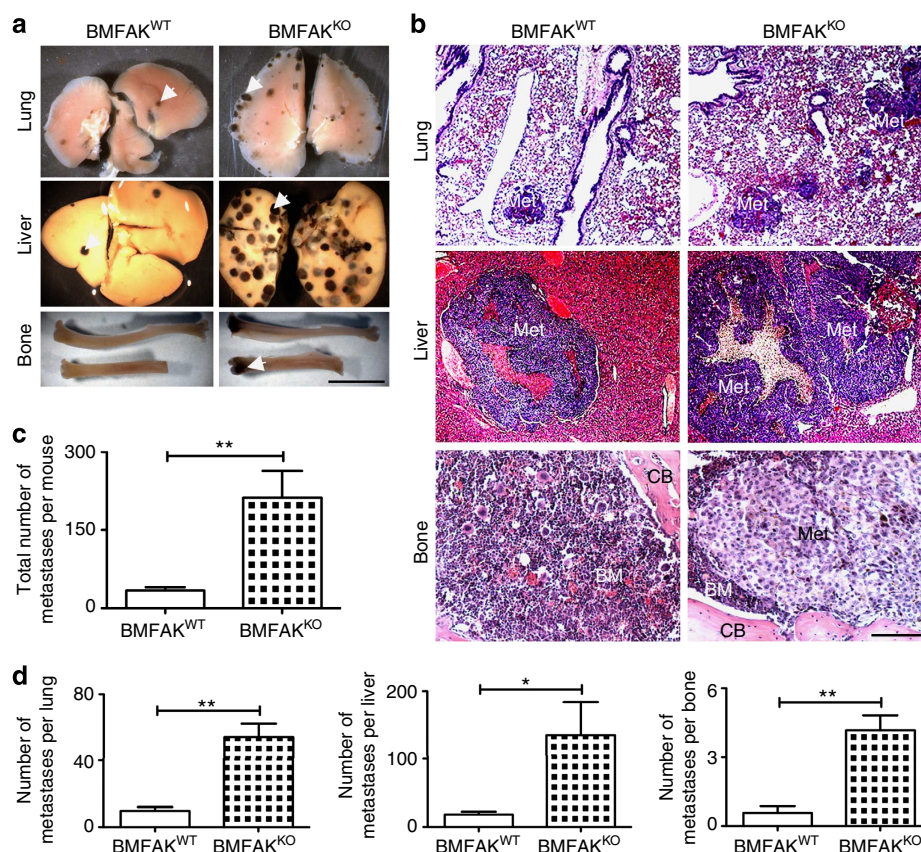 a
BMFAK^WT BMFAK^KO
Lung
Liver
Bone
b
BMFAK^WT BMFAK^KO
Lung
Met Met Met
Liver
Met Met Met
Bone
CB
BM
Met
BM
CB
c
Total number of
metastases per mouse
300
150
0
**
BMFAK^WT BMFAK^KO
d
Number of
metastases per lung
80
40
0
**
BMFAK^WT BMFAK^KO
Number of
metastases per liver
200
100
0
*
BMFAK^WT BMFAK^KO
Number of
metastases per bone
6
3
0
**
BMFAK^WT BMFAK^KO